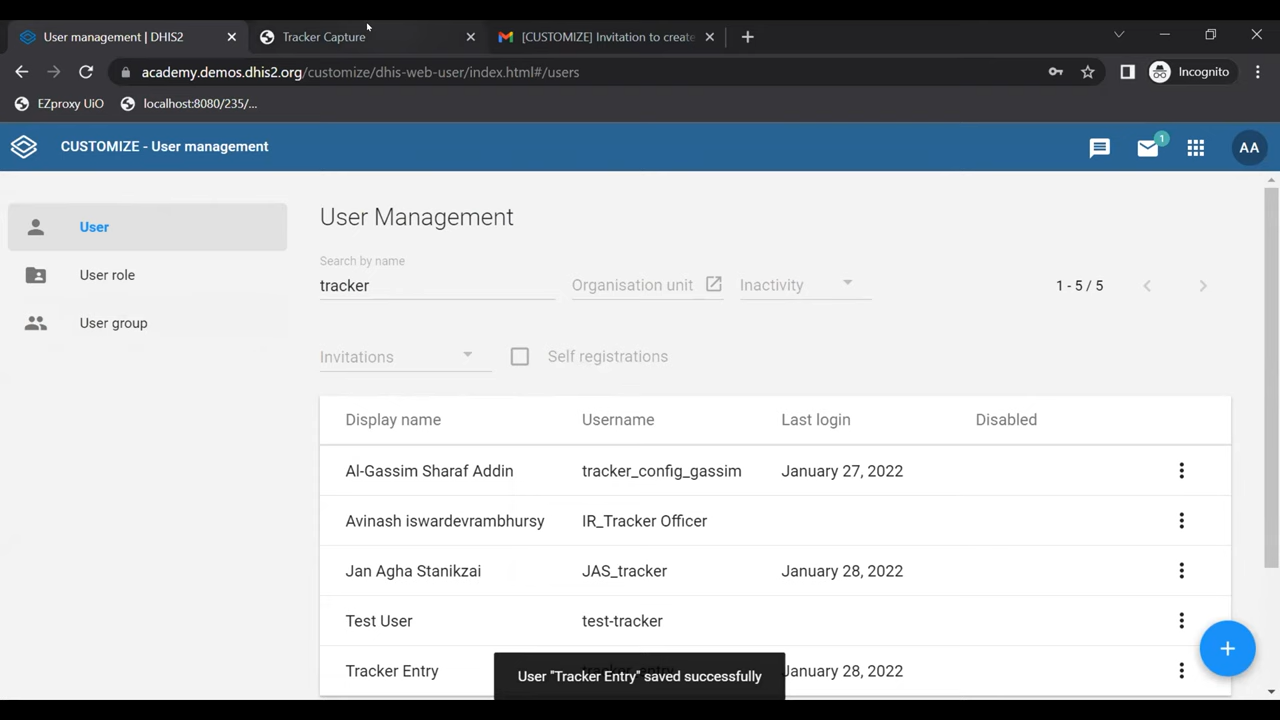 User management | DHIS2
Tracker Capture
[CUSTOMIZE] Invitation to create
academy.demos.dhis2.org/customize/dhis-web-user/index.html#/users
Incognito
EZproxy UiO
localhost:8080/235/...
CUSTOMIZE - User management
1
AA
User
User role
User group
User Management
Search by name
tracker
Organisation unit
Inactivity
1 - 5 / 5
Invitations
Self registrations
Display name Username Last login Disabled
Al-Gassim Sharaf Addin tracker_config_gassim January 27, 2022
Avinash iswardevrambhursy IR_Tracker Officer
Jan Agha Stanikzai JAS_tracker January 28, 2022
Test User test-tracker
Tracker Entry January 28, 2022
User "Tracker Entry" saved successfully